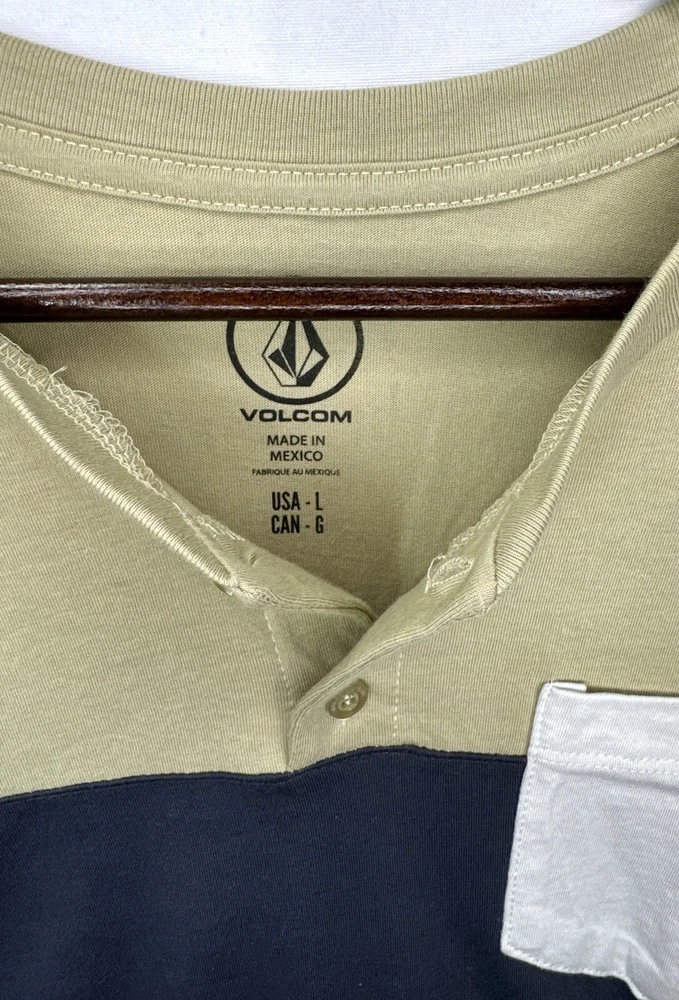 VOLCOM
MADE IN
MEXICO
FABRIQUE AU MEXIQUE
USA - L
CAN - G